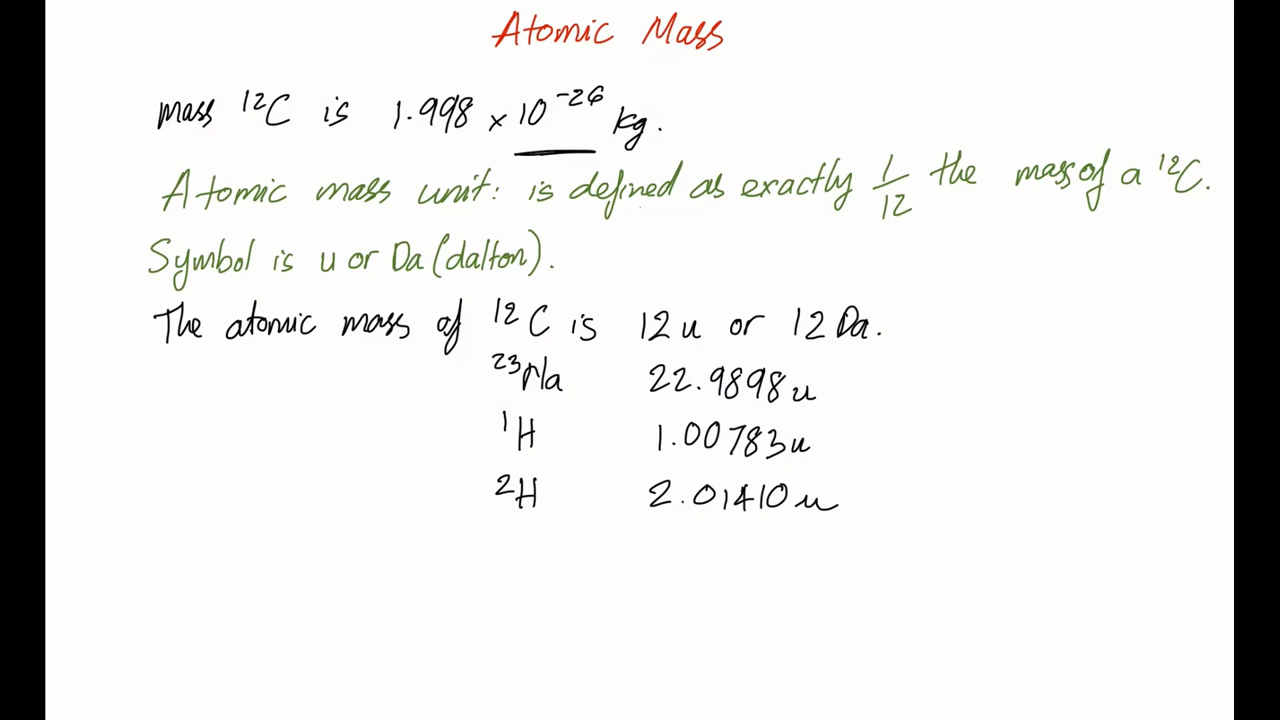 Atomic Mass
mass ¹²C is 1.998 × 10⁻²⁶ kg.
Atomic mass unit: is defined as exactly 1/12 the mass of a ¹²C.
Symbol is u or Da (dalton).
The atomic mass of ¹²C is 12 u or 12 Da.
²³Na 22.9898 u
¹H 1.00783 u
²H 2.01410 u